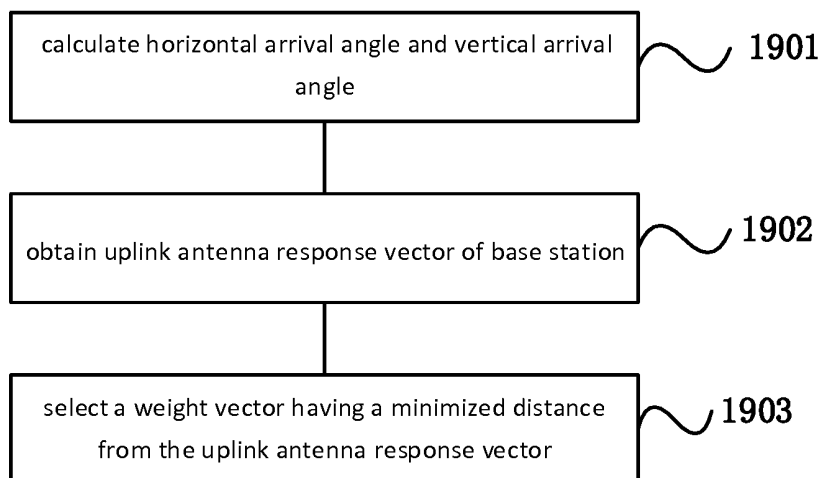 calculate horizontal arrival angle and vertical arrival
angle
1901
obtain uplink antenna response vector of base station
1902
select a weight vector having a minimized distance
from the uplink antenna response vector
1903